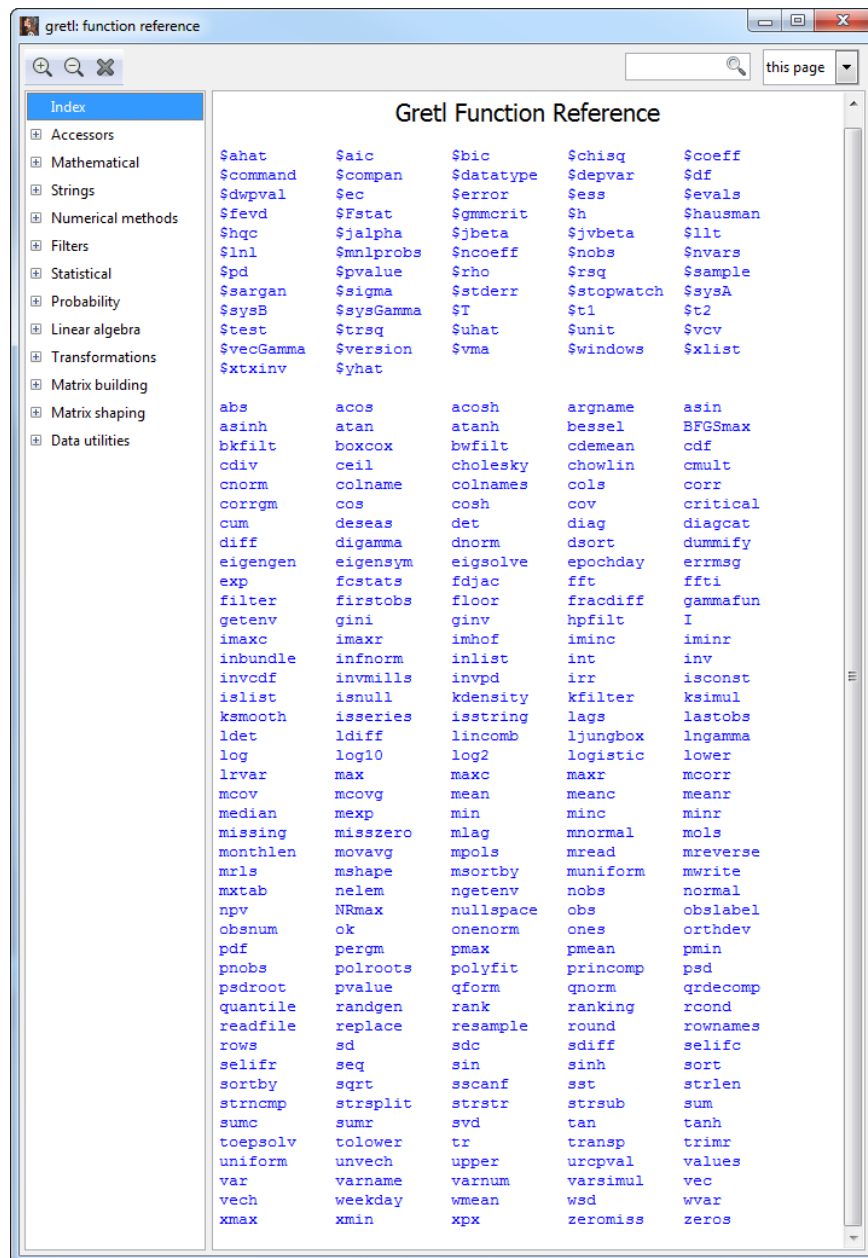 gretl: function reference
this page
Index
Accessors
Mathematical
Strings
Numerical methods
Filters
Statistical
Probability
Linear algebra
Transformations
Matrix building
Matrix shaping
Data utilities
Gretl Function Reference
$ahat $aic $bic $chisq $coeff
$command $compan $datatype $depvar $df
$dwpval $ec $error $ess $evals
$fevd $Fstat $gmmcrit $h $hausman
$hqc $jalpha $jbeta $jvbeta $llt
$lnl $mnlprobs $ncoeff $nobs $nvars
$pd $pvalue $rho $rsq $sample
$sargan $sigma $stderr $stopwatch $sysA
$sysB $sysGamma $T $t1 $t2
$test $trsq $uhat $unit $vcv
$vecGamma $version $vma $windows $xlist
$xtxinv $yhat
abs acos acosh argname asin
asinh atan atanh bessel BFGSmax
bkfilt boxcox bwfilt cdemean cdf
cdiv ceil cholesky chowlin cmult
cnorm colname colnames cols corr
corrgm cos cosh cov critical
cum deseas det diag diagcat
diff digamma dnorm dsort dummify
eigengen eigensym eigsolve epochday errmsg
exp fcstats fdjac fft ffti
filter firstobs floor fracdiff gammafun
getenv gini ginv hpfilt I
imaxc imaxr imhof iminc iminr
inbundle infnorm inlist int inv
invcdf invmills invpd irr isconst
islist isnull kdensity kfilter ksimul
ksmooth isseries isstring lags lastobs
ldet ldiff lincomb ljungbox lngamma
log log10 log2 logistic lower
lrvar max maxc maxr mcorr
mcov mcovg mean meanc meanr
median mexp min minc minr
missing misszero mlag mnormal mols
monthlen movavg mpols mread mreverse
mrls mshape msortby muniform mwrite
mxtab nelem ngetenv nobs normal
npv NRmax nullspace obs obslabel
obsnum ok onenorm ones orthdev
pdf pergm pmax pmean pmin
pnobs polroots polyfit princomp psd
psdroot pvalue qform qnorm qrdecomp
quantile randgen rank ranking rcond
readfile replace resample round rownames
rows sd sdc sdiff selifc
selifr seq sin sinh sort
sortby sqrt sscanf sst strlen
strncmp strsplit strstr strsub sum
sumc sumr svd tan tanh
toepsolv tolower tr transp trimr
uniform unvech upper urcpval values
var varname varnum varsimul vec
vech weekday wmean wsd wvar
xmax xmin xpx zeromiss zeros